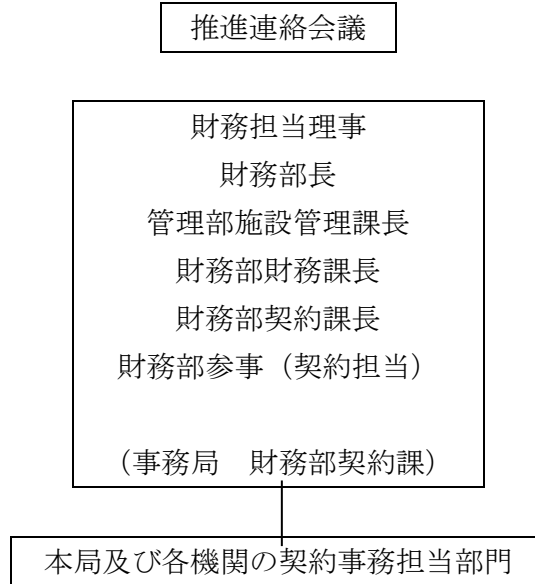 推進連絡会議
財務担当理事
財務部長
管理部施設管理課長
財務部財務課長
財務部契約課長
財務部参事（契約担当）
（事務局　財務部契約課）
本局及び各機関の契約事務担当部門